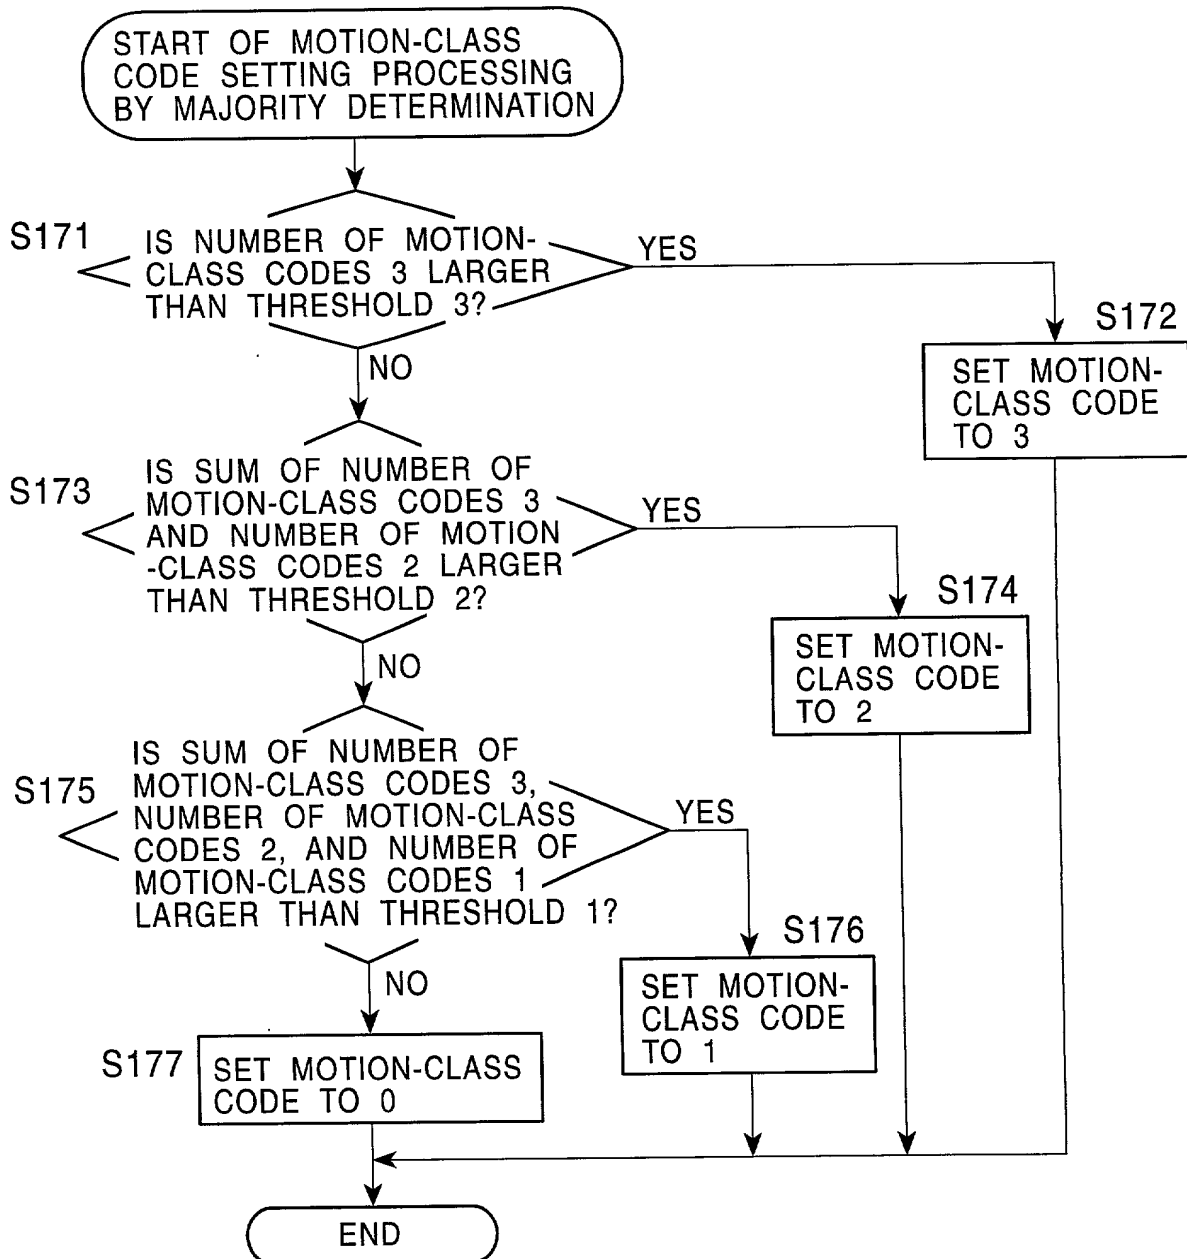 START OF MOTION-CLASS
CODE SETTING PROCESSING
BY MAJORITY DETERMINATION
S171
IS NUMBER OF MOTION-
CLASS CODES 3 LARGER
THAN THRESHOLD 3?
YES
NO
S172
SET MOTION-
CLASS CODE
TO 3
S173
IS SUM OF NUMBER OF
MOTION-CLASS CODES 3
AND NUMBER OF MOTION
-CLASS CODES 2 LARGER
THAN THRESHOLD 2?
YES
NO
S174
SET MOTION-
CLASS CODE
TO 2
S175
IS SUM OF NUMBER OF
MOTION-CLASS CODES 3,
NUMBER OF MOTION-CLASS
CODES 2, AND NUMBER OF
MOTION-CLASS CODES 1
LARGER THAN THRESHOLD 1?
YES
NO
S176
SET MOTION-
CLASS CODE
TO 1
S177
SET MOTION-CLASS
CODE TO 0
END